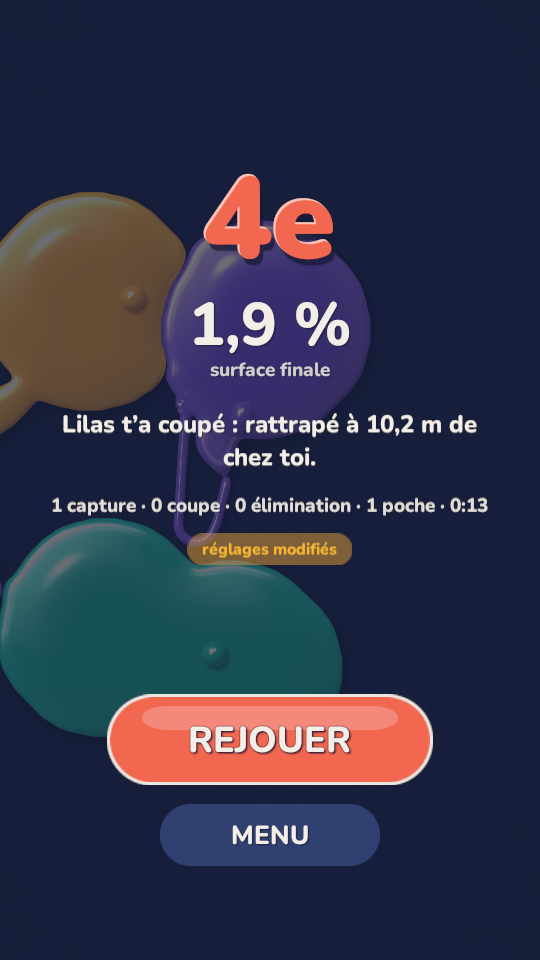 4e
1,9 %
surface finale
Lilas t’a coupé : rattrapé à 10,2 m de
chez toi.
1 capture · 0 coupe · 0 élimination · 1 poche · 0:13
réglages modifiés
REJOUER
MENU